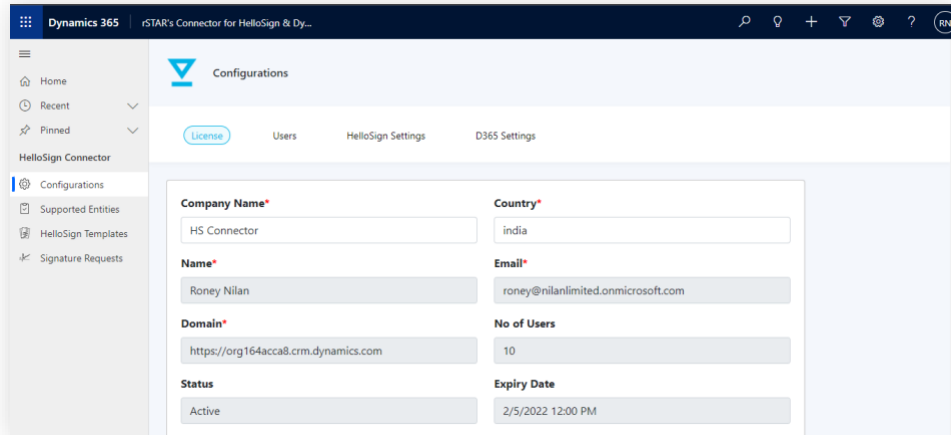 Dynamics 365 rSTAR's Connector for HelloSign & Dy...
RN
Home
Recent
Pinned
HelloSign Connector
Configurations
Supported Entities
HelloSign Templates
Signature Requests
Configurations
License Users HelloSign Settings D365 Settings
Company Name* Country*
HS Connector india
Name* Email*
Roney Nilan roney@nilanlimited.onmicrosoft.com
Domain* No of Users
https://org164acca8.crm.dynamics.com 10
Status Expiry Date
Active 2/5/2022 12:00 PM